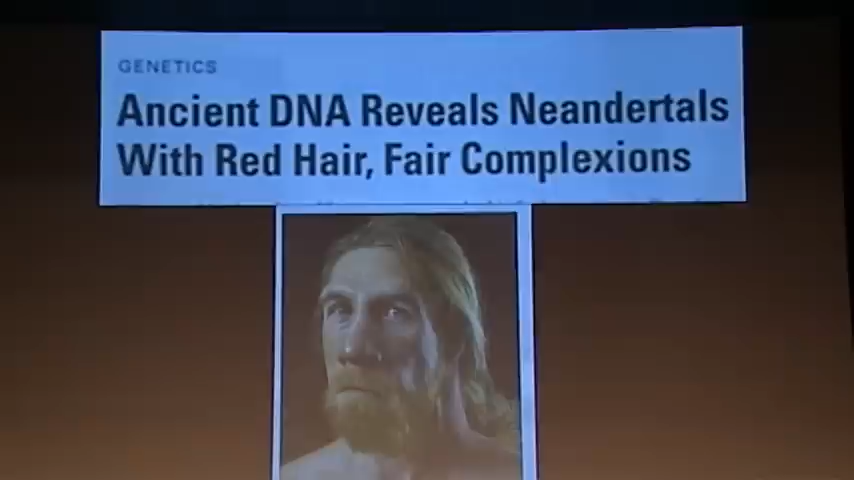 GENETICS
Ancient DNA Reveals Neandertals
With Red Hair, Fair Complexions